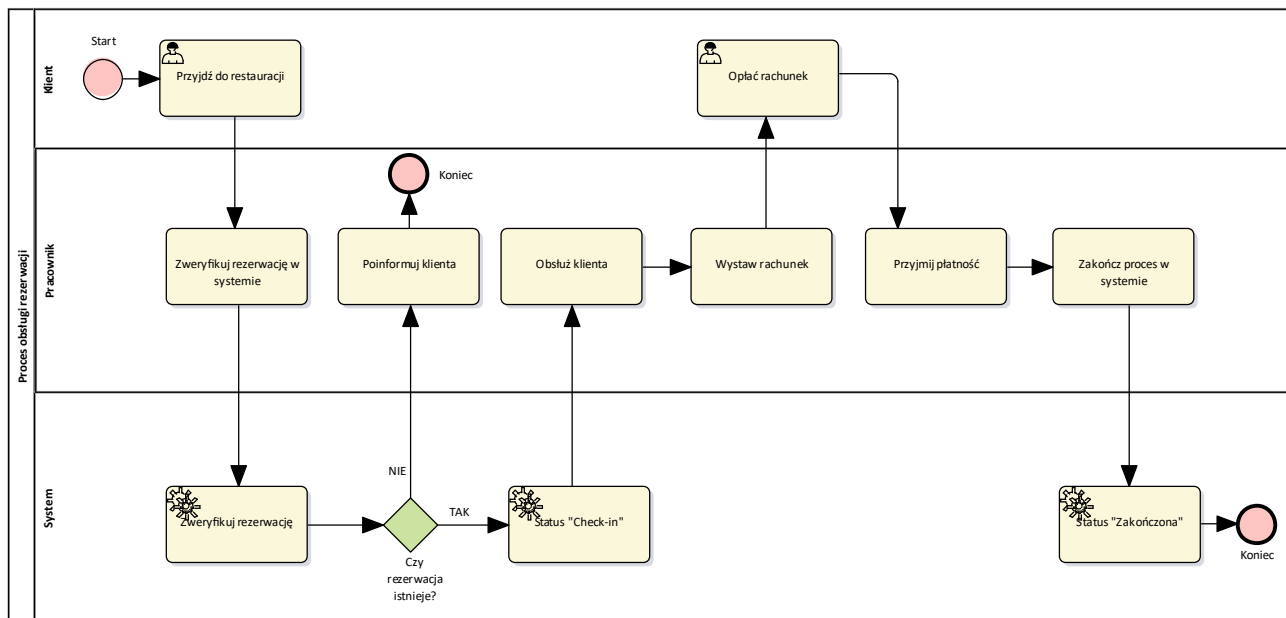 Proces obsługi rezerwacji
Klient
Start
Przyjdź do restauracji
Opłać rachunek
Pracownik
Koniec
Zweryfikuj rezerwację w
systemie
Poinformuj klienta
Obsłuż klienta
Wystaw rachunek
Przyjmij płatność
Zakończ proces w
systemie
System
NIE
TAK
Zweryfikuj rezerwację
Czy
rezerwacja
istnieje?
Status "Check-in"
Status "Zakończona"
Koniec